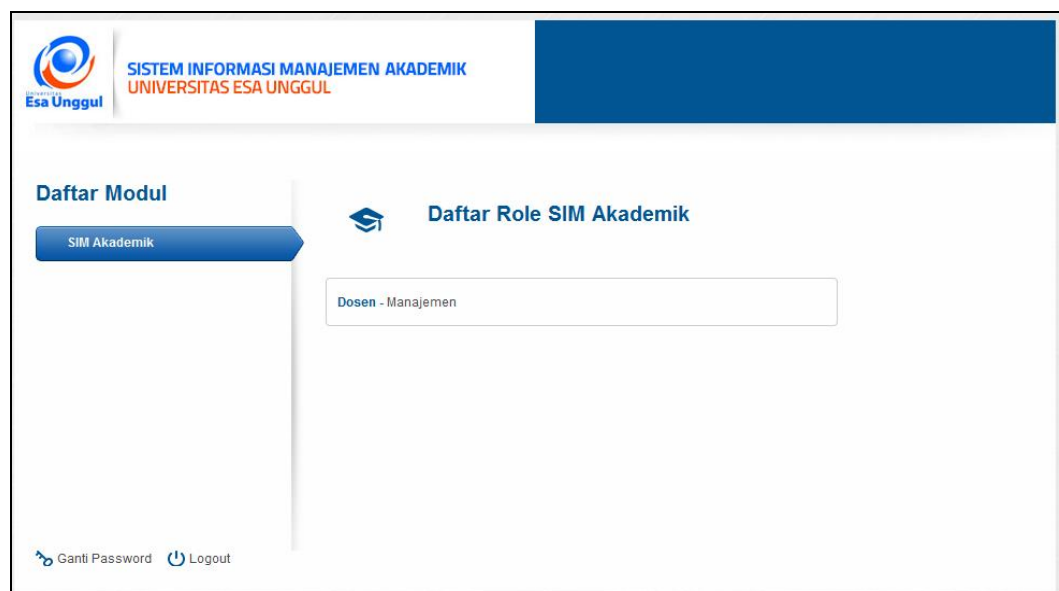 Universitas
Esa Unggul
SISTEM INFORMASI MANAJEMEN AKADEMIK
UNIVERSITAS ESA UNGGUL
Daftar Modul
SIM Akademik
Daftar Role SIM Akademik
Dosen - Manajemen
Ganti Password
Logout